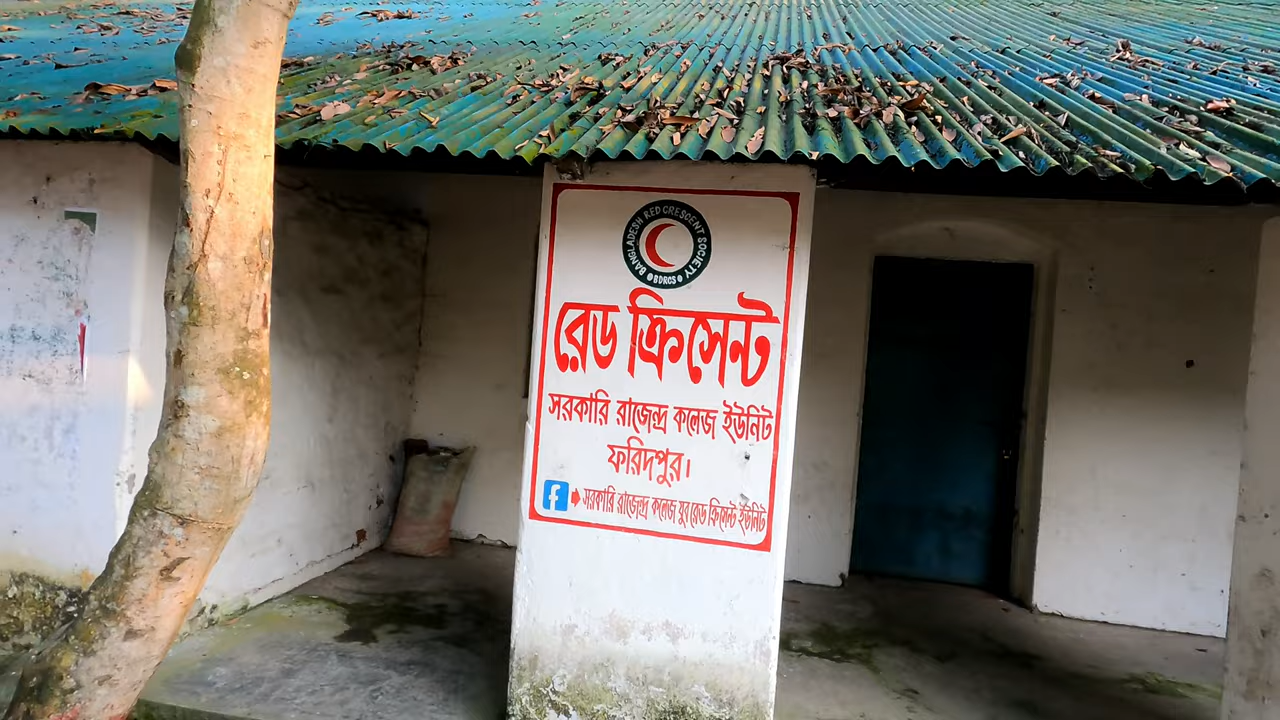 BANGLADESH RED CRESCENT SOCIETY
BDRCS
রেড ক্রিসেন্ট
সরকারি রাজেন্দ্র কলেজ ইউনিট
ফরিদপুর।
f সরকারি রাজেন্দ্র কলেজ যুব রেড ক্রিসেন্ট ইউনিট